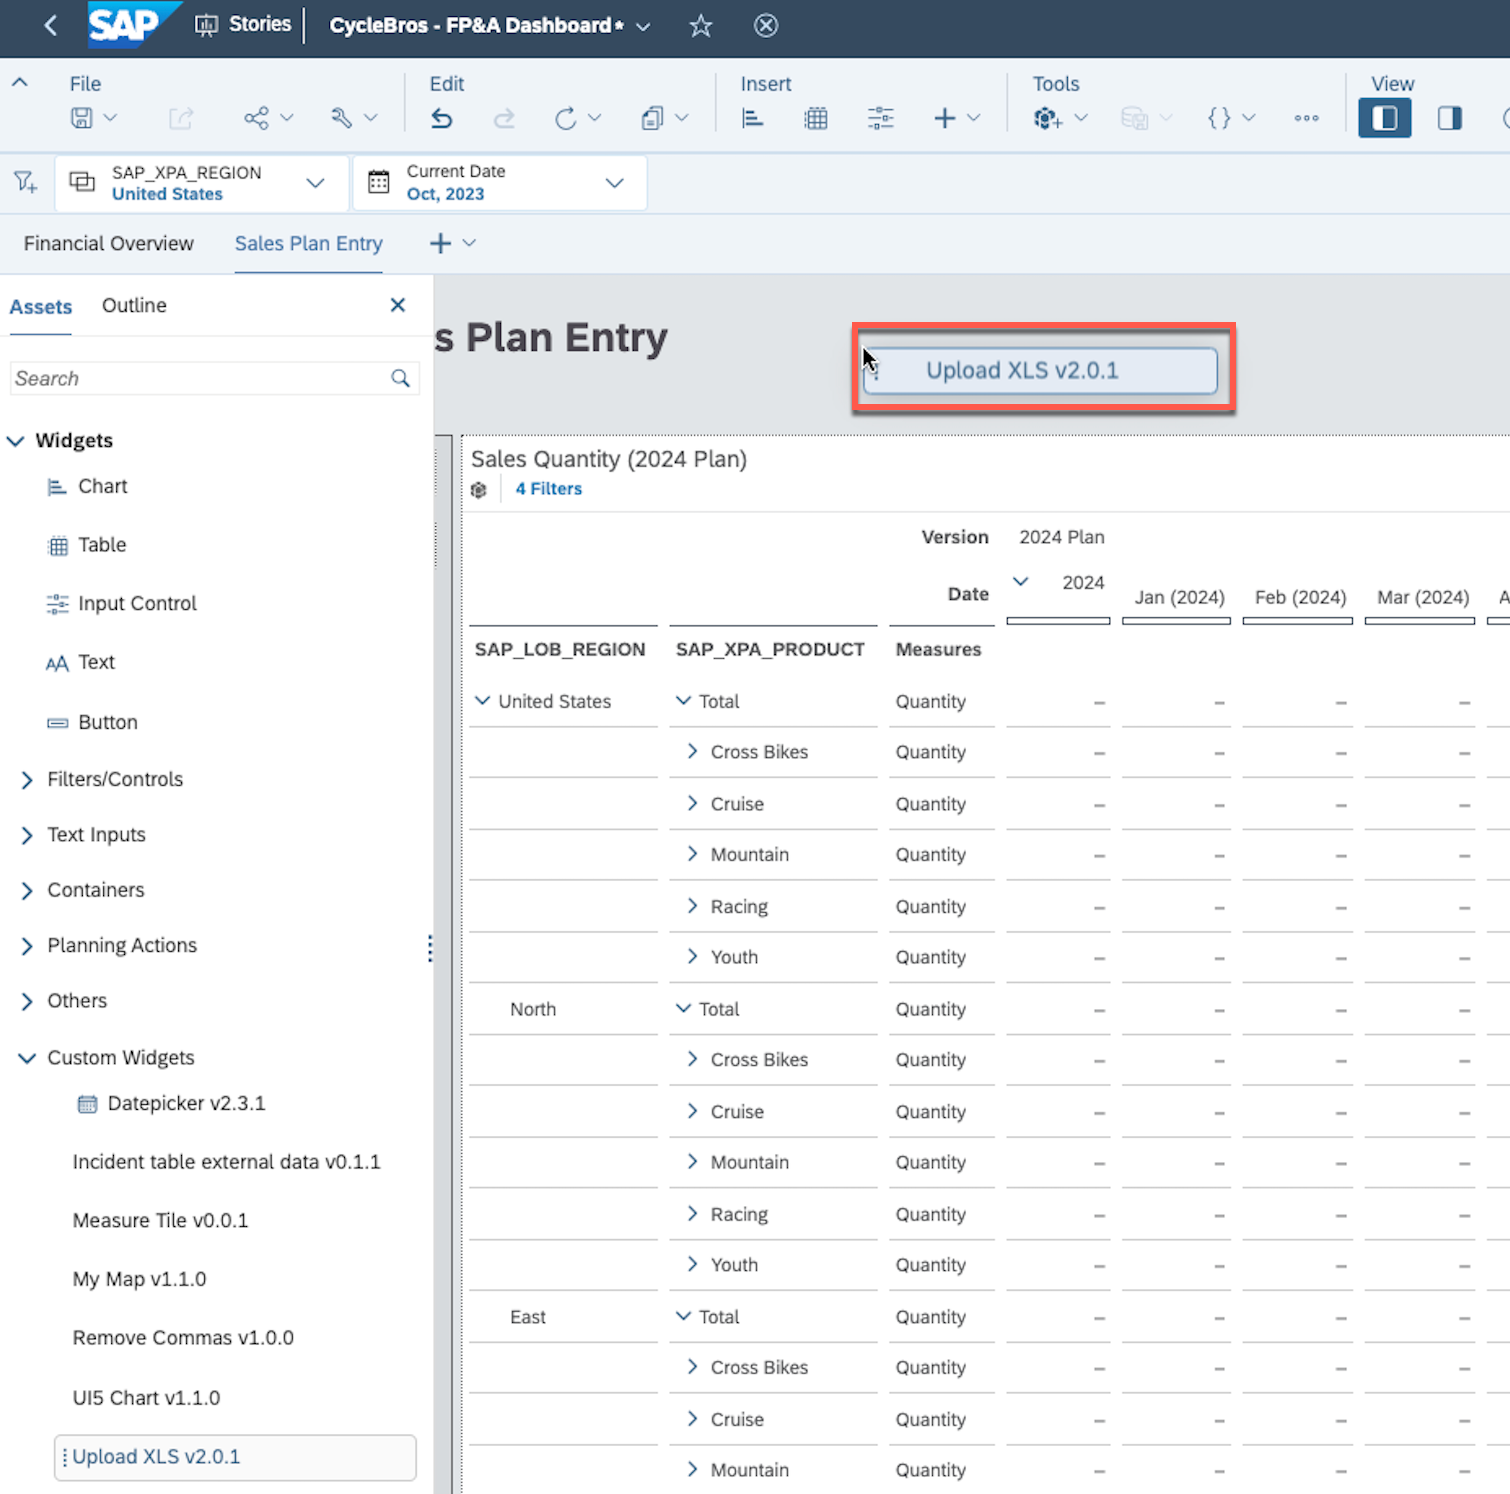 SAP Stories CycleBros - FP&A Dashboard*
File Edit Insert Tools View
SAP_XPA_REGION
United States
Current Date
Oct, 2023
Financial Overview Sales Plan Entry
Assets Outline
Search
Widgets
Chart
Table
Input Control
Text
Button
Filters/Controls
Text Inputs
Containers
Planning Actions
Others
Custom Widgets
Datepicker v2.3.1
Incident table external data v0.1.1
Measure Tile v0.0.1
My Map v1.1.0
Remove Commas v1.0.0
UI5 Chart v1.1.0
Upload XLS v2.0.1
s Plan Entry
Upload XLS v2.0.1
Sales Quantity (2024 Plan)
4 Filters
Version 2024 Plan
Date 2024 Jan (2024) Feb (2024) Mar (2024) A
SAP_LOB_REGION SAP_XPA_PRODUCT Measures
United States Total Quantity – – – –
Cross Bikes Quantity – – – –
Cruise Quantity – – – –
Mountain Quantity – – – –
Racing Quantity – – – –
Youth Quantity – – – –
North Total Quantity – – – –
Cross Bikes Quantity – – – –
Cruise Quantity – – – –
Mountain Quantity – – – –
Racing Quantity – – – –
Youth Quantity – – – –
East Total Quantity – – – –
Cross Bikes Quantity – – – –
Cruise Quantity – – – –
Mountain Quantity – – – –